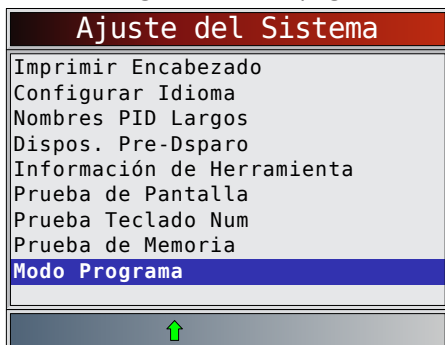 Ajuste del Sistema
Imprimir Encabezado
Configurar Idioma
Nombres PID Largos
Dispos. Pre-Dsparo
Información de Herramienta
Prueba de Pantalla
Prueba Teclado Num
Prueba de Memoria
Modo Programa